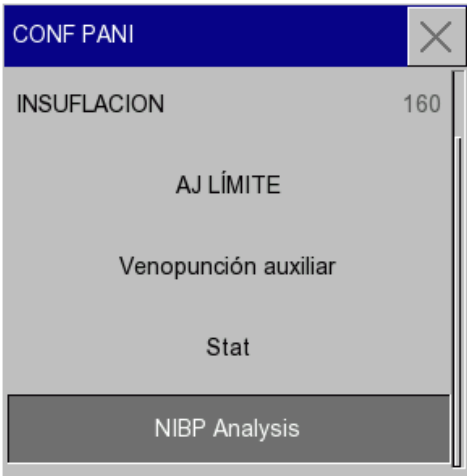 CONF PANI
INSUFLACION 160
AJ LÍMITE
Venopunción auxiliar
Stat
NIBP Analysis